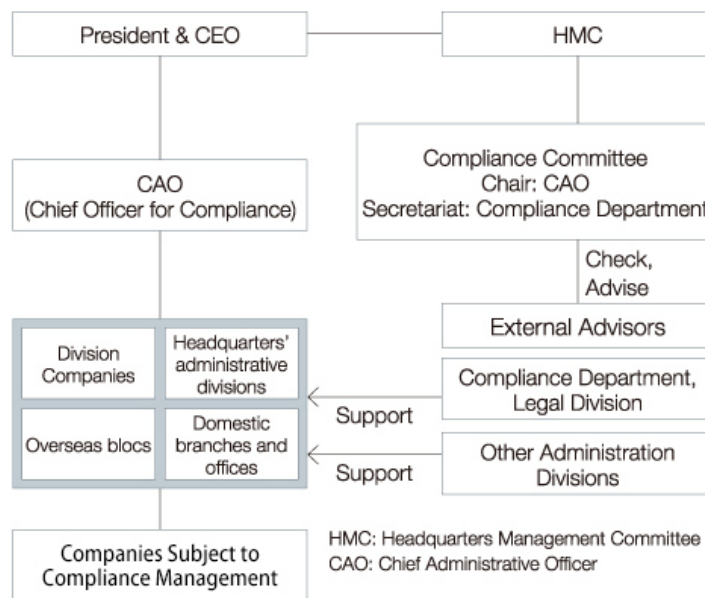 President & CEO
HMC
CAO
(Chief Officer for Compliance)
Compliance Committee
Chair: CAO
Secretariat: Compliance Department
Check,
Advise
External Advisors
Division
Companies
Headquarters'
administrative
divisions
Overseas blocs
Domestic
branches and
offices
Support
Compliance Department,
Legal Division
Support
Other Administration
Divisions
Companies Subject to
Compliance Management
HMC: Headquarters Management Committee
CAO: Chief Administrative Officer